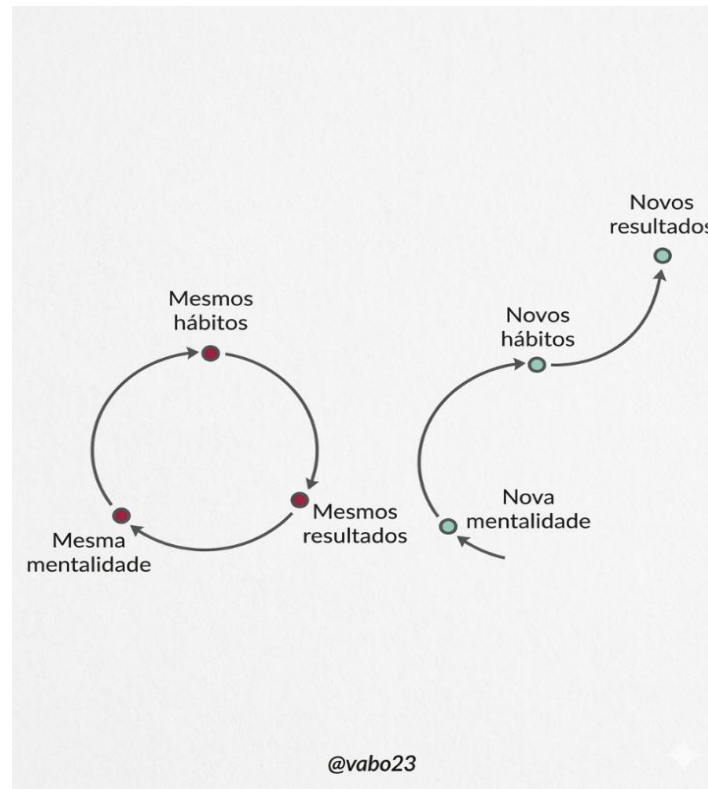 Mesmos
hábitos
Mesmos
resultados
Mesma
mentalidade
Novos
resultados
Novos
hábitos
Nova
mentalidade
@vabo23